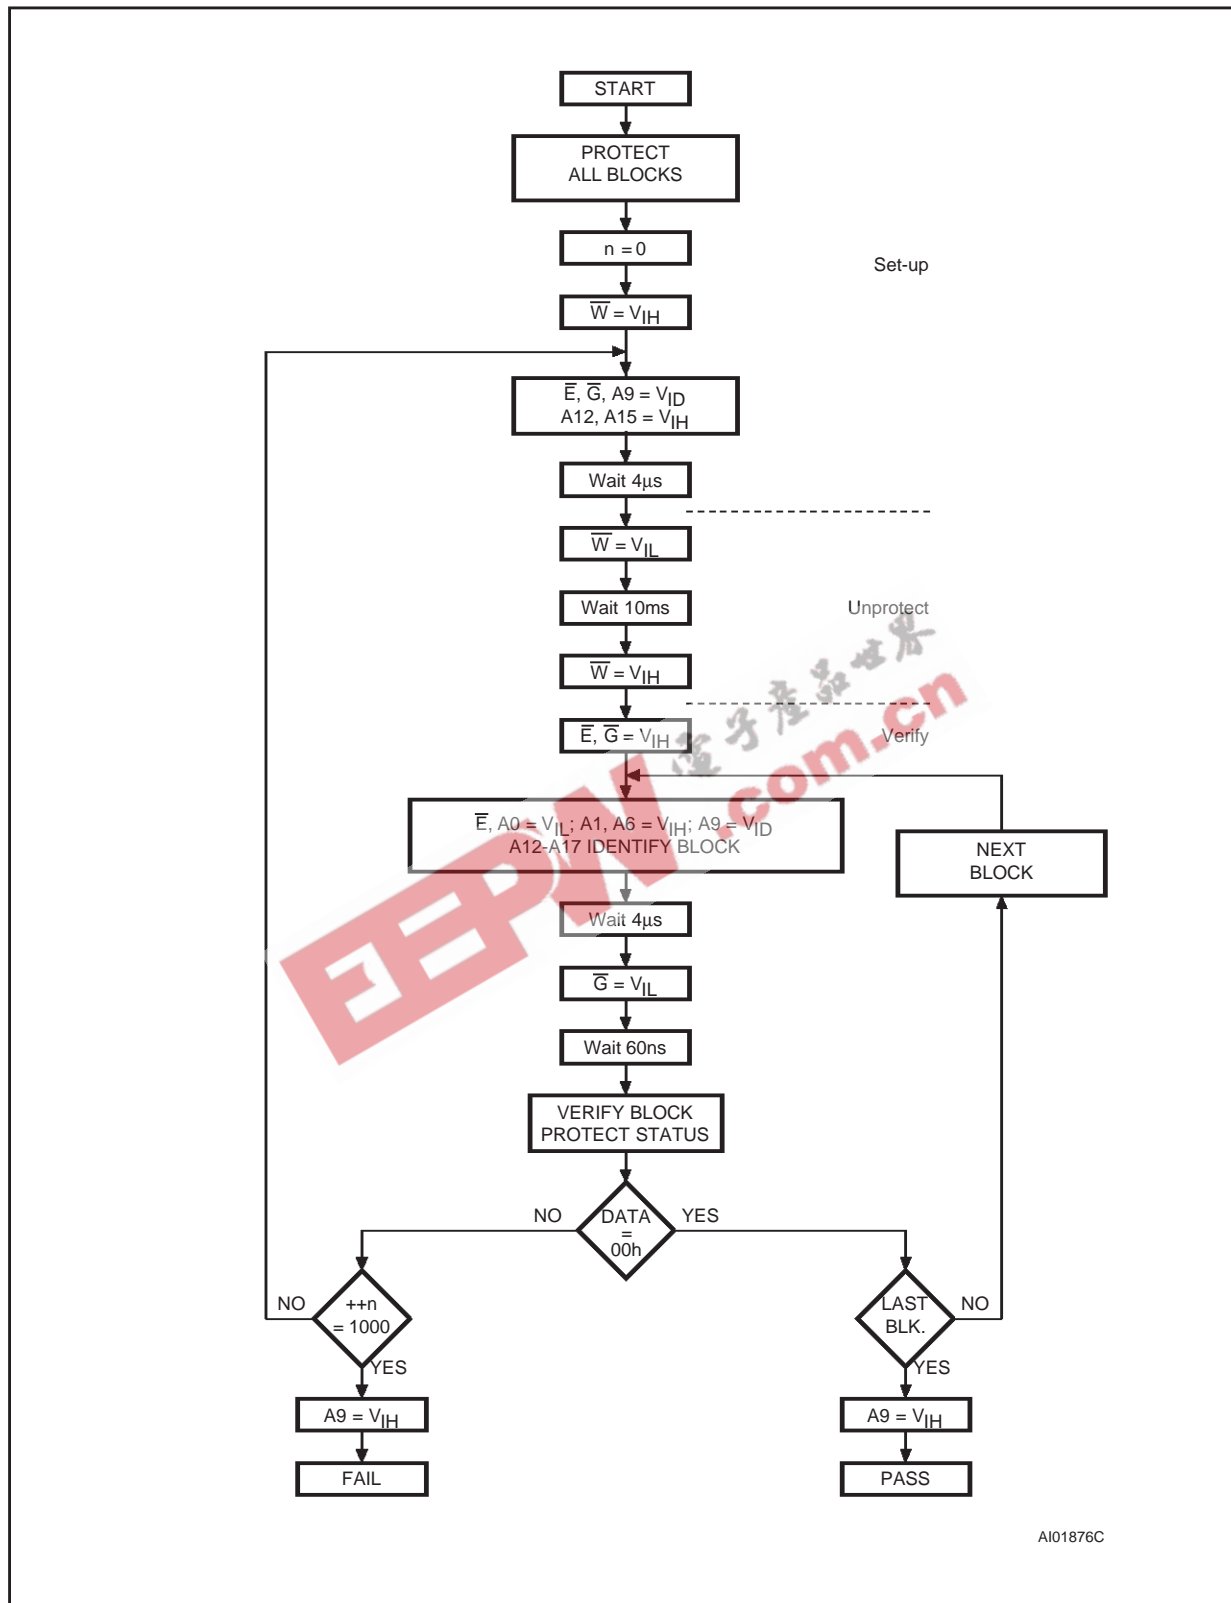 START
PROTECT
ALL BLOCKS
n = 0
Set-up
W̅ = VIH
E̅, G̅, A9 = VID
A12, A15 = VIH
Wait 4µs
W̅ = VIL
Wait 10ms
Unprotect
W̅ = VIH
電子產品世界
E̅, G̅ = VIH
Verify
EEPW.com.cn
E̅, A0 = VIL; A1, A6 = VIH; A9 = VID
A12-A17 IDENTIFY BLOCK
NEXT
BLOCK
Wait 4µs
G̅ = VIL
Wait 60ns
VERIFY BLOCK
PROTECT STATUS
NO
DATA
=
00h
YES
NO
++n
= 1000
YES
LAST
BLK.
NO
YES
A9 = VIH
A9 = VIH
FAIL
PASS
AI01876C